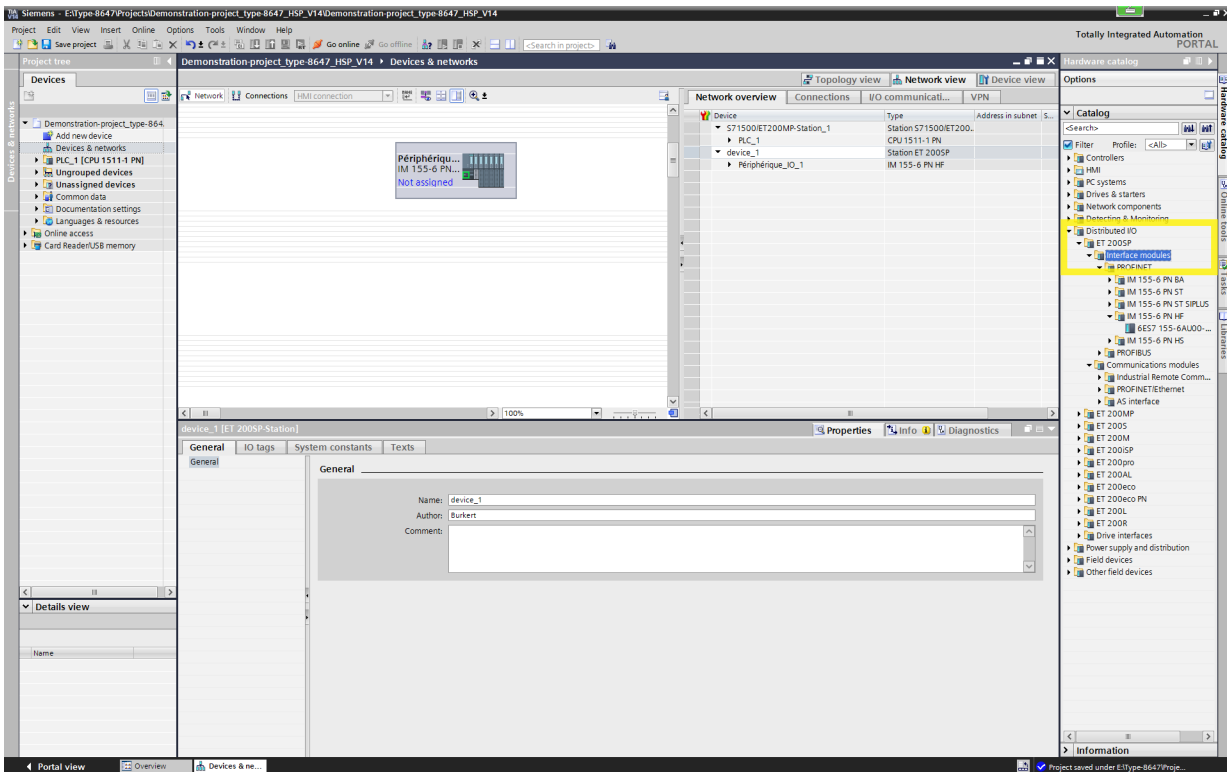 Siemens - E:\Type-8647\Projects\Demonstration-project_type-8647_HSP_V14\Demonstration-project_type-8647_HSP_V14
Project Edit View Insert Online Options Tools Window Help
Totally Integrated Automation
PORTAL
Save project Go online Go offline <Search in project>
Project tree
Demonstration-project_type-8647_HSP_V14 Devices & networks
Hardware catalog
Devices
Topology view Network view Device view
Options
Network Connections HMI connection
Network overview Connections I/O communicati... VPN
Catalog
<Search>
Filter Profile: <All>
Demonstration-project_type-864.
Add new device
Devices & networks
PLC_1 [CPU 1511-1 PN]
Ungrouped devices
Unassigned devices
Common data
Documentation settings
Languages & resources
Online access
Card Reader/USB memory
Périphériqu...
IM 155-6 PN...
Not assigned
Device Type Address in subnet S...
S71500/ET200MP-Station_1 Station S71500/ET200..
PLC_1 CPU 1511-1 PN
device_1 Station ET 200SP
Périphérique_IO_1 IM 155-6 PN HF
Controllers
HMI
PC systems
Drives & starters
Network components
Detecting & Monitoring
Distributed I/O
ET 200SP
Interface modules
PROFINET
IM 155-6 PN BA
IM 155-6 PN ST
IM 155-6 PN ST SIPLUS
IM 155-6 PN HF
6ES7 155-6AU00-...
IM 155-6 PN HS
PROFIBUS
Communications modules
Industrial Remote Comm...
PROFINET/Ethernet
AS interface
ET 200MP
ET 200S
ET 200M
ET 200iSP
ET 200pro
ET 200AL
ET 200eco
ET 200eco PN
ET 200L
ET 200R
Drive interfaces
Power supply and distribution
Field devices
Other field devices
Devices & networks
Hardware catalog
Online tools
Tasks
Libraries
100%
device_1 [ET 200SP-Station]
Properties Info Diagnostics
General IO tags System constants Texts
General
General
Name: device_1
Author: Burkert
Comment:
Details view
Name
Information
Portal view Overview Devices & ne...
Project saved under E:\Type-8647\Proje...